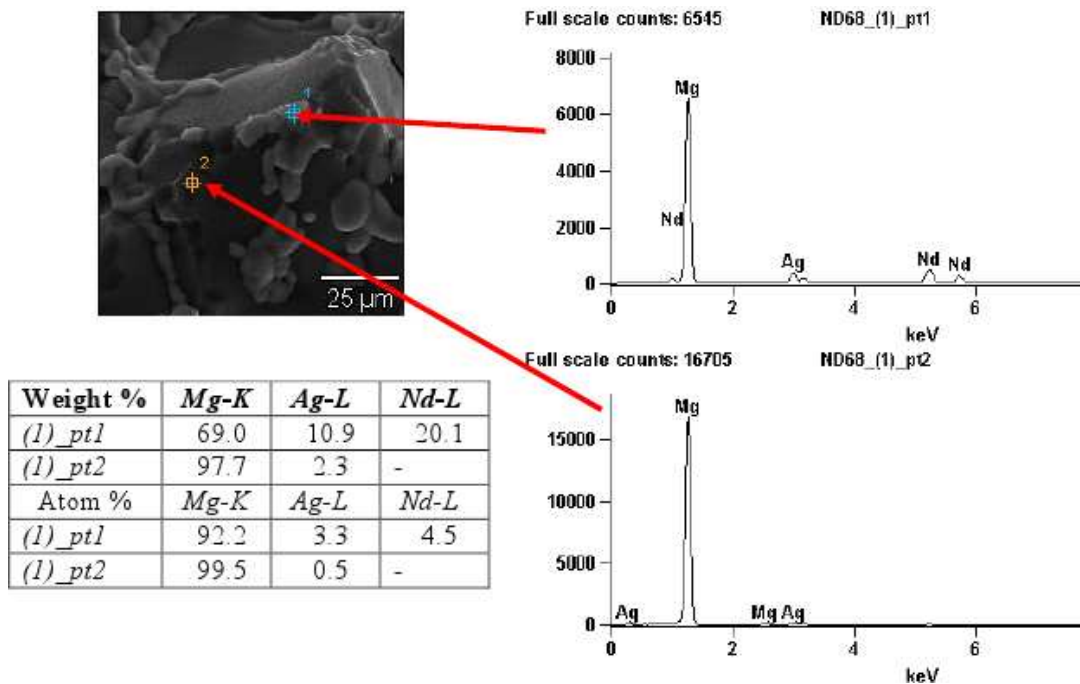 1
2
25 µm
Full scale counts: 6545 ND68_(1)_pt1
8000
6000
4000
2000
0
Mg
Nd
Ag
Nd
Nd
0 2 4 6
keV
Full scale counts: 16705 ND68_(1)_pt2
15000
10000
5000
0
Mg
Ag
Mg Ag
0 2 4 6
keV
Weight % Mg-K Ag-L Nd-L
(1)_pt1 69.0 10.9 20.1
(1)_pt2 97.7 2.3 -
Atom % Mg-K Ag-L Nd-L
(1)_pt1 92.2 3.3 4.5
(1)_pt2 99.5 0.5 -